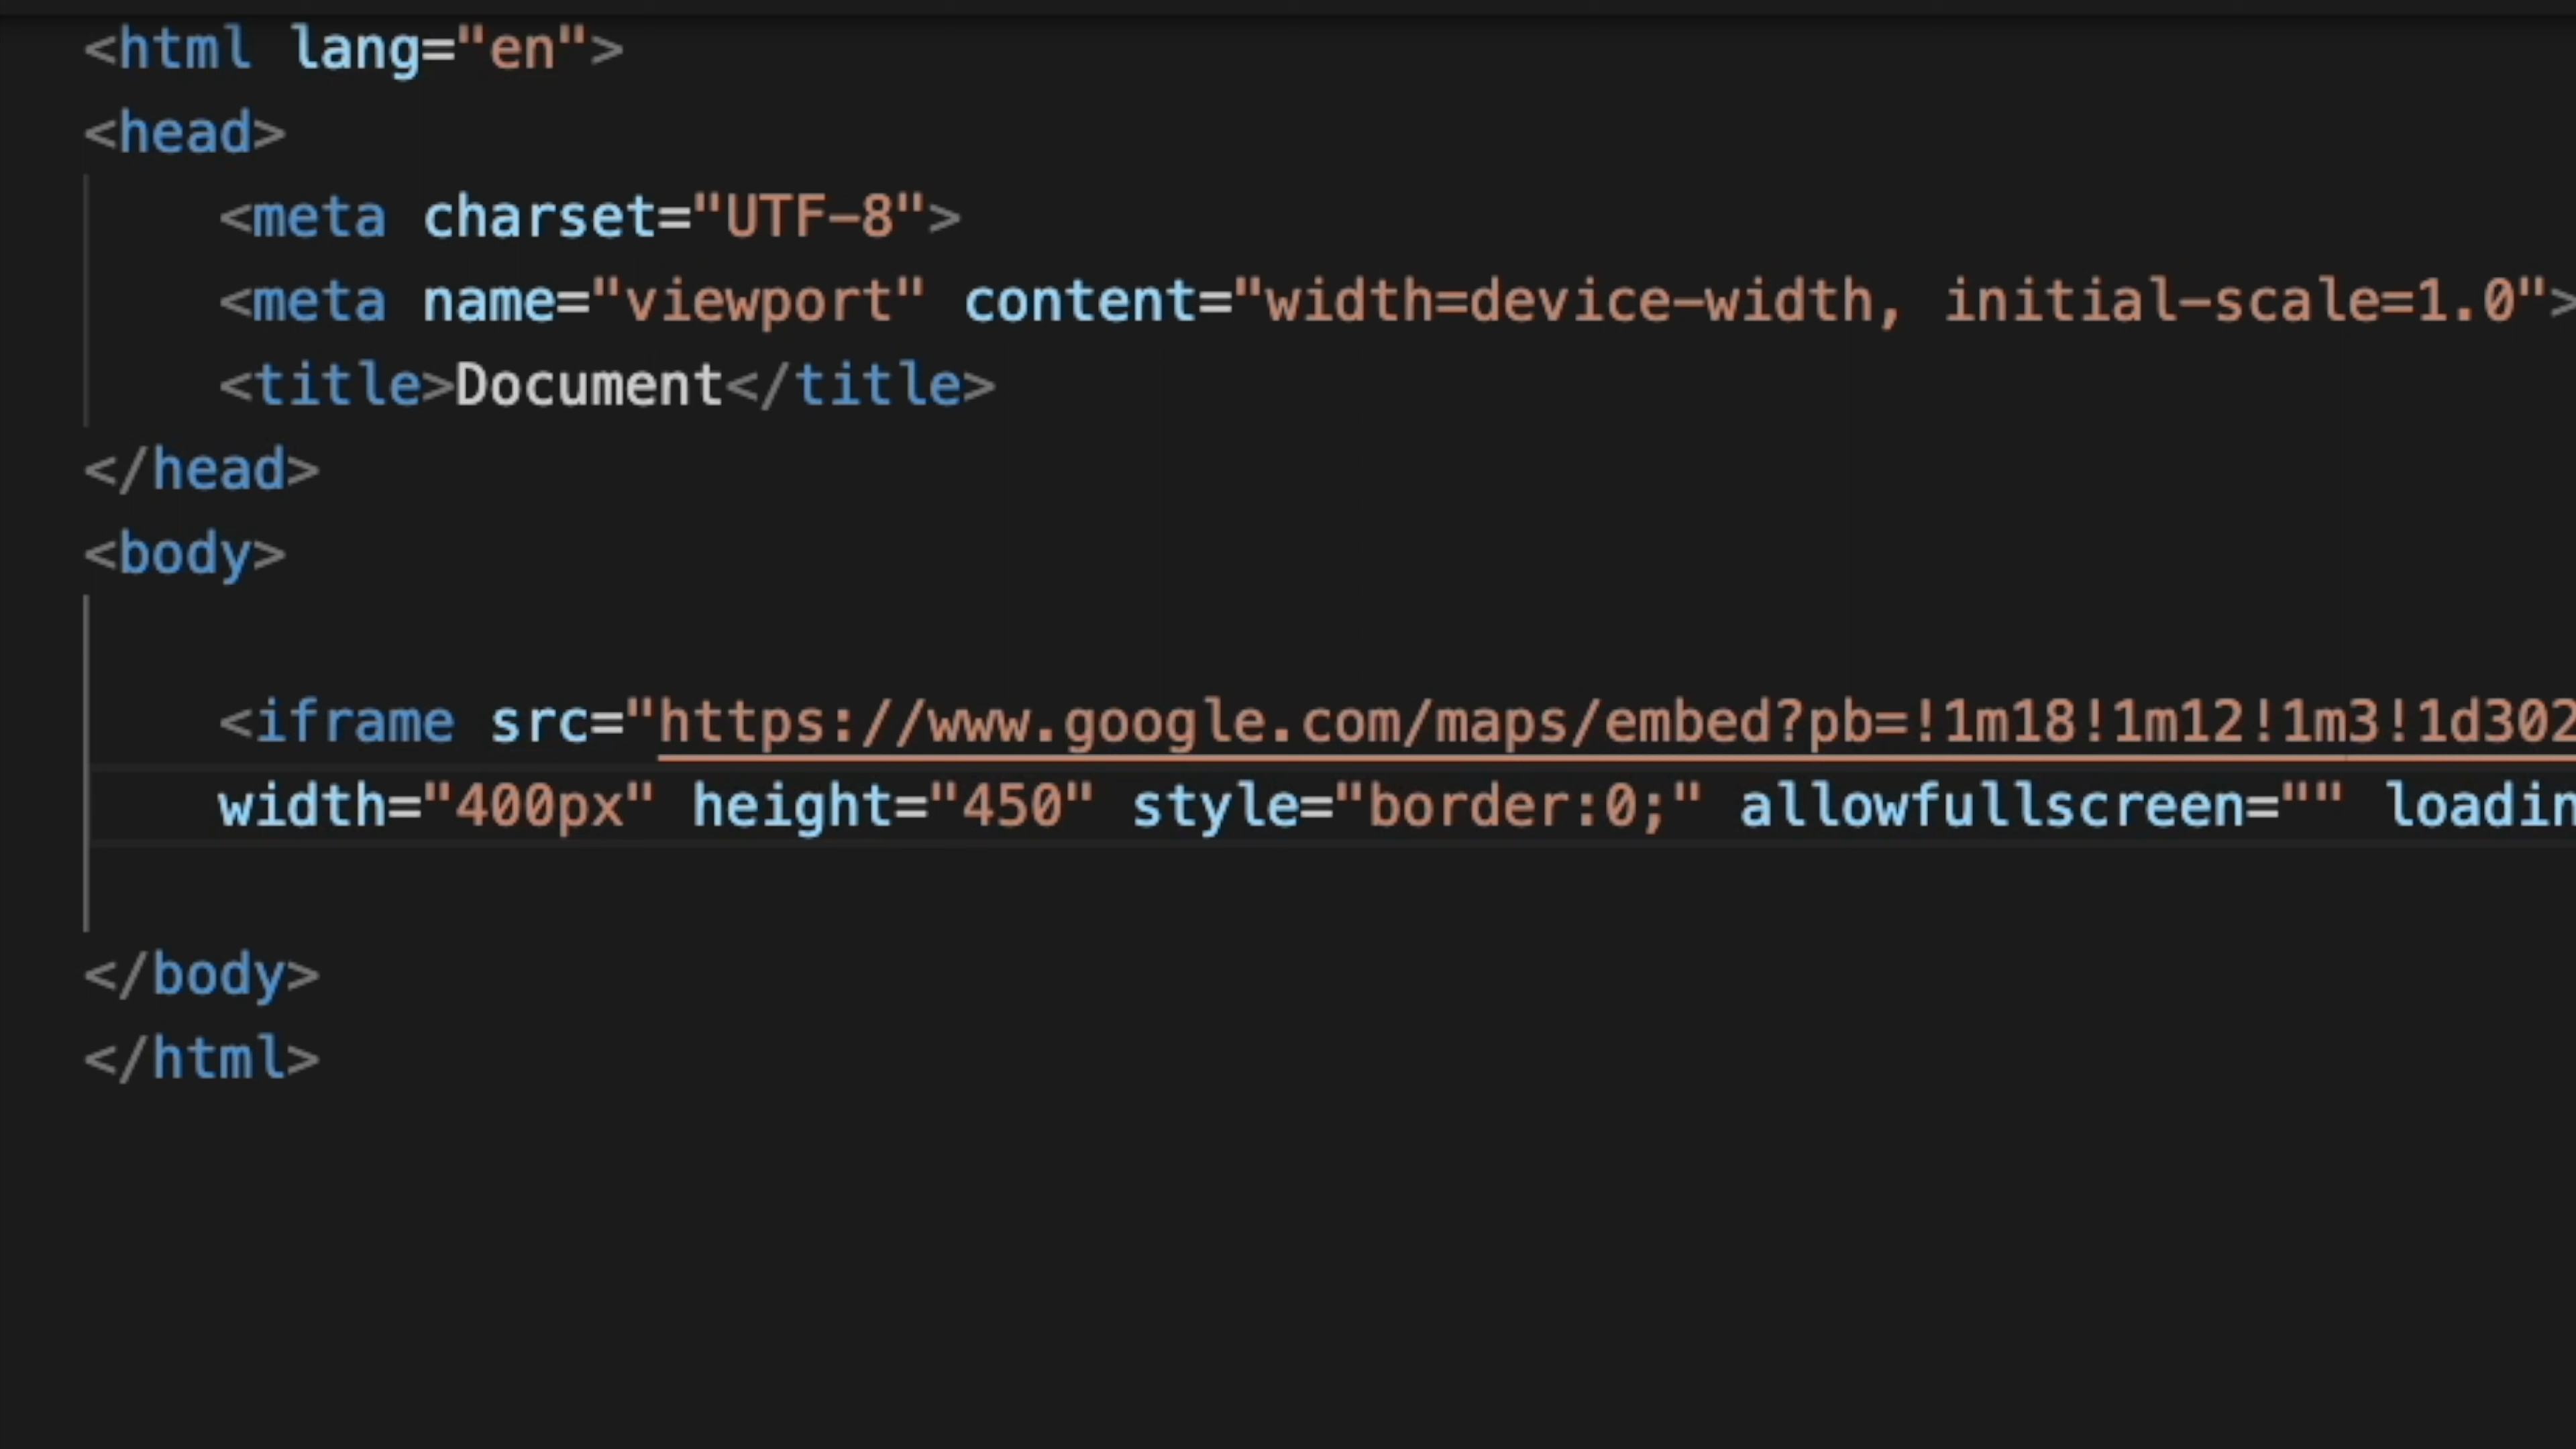 <html lang="en">
<head>
<meta charset="UTF-8">
<meta name="viewport" content="width=device-width, initial-scale=1.0">
<title>Document</title>
</head>
<body>
<iframe src="https://www.google.com/maps/embed?pb=!1m18!1m12!1m3!1d302
width="400px" height="450" style="border:0;" allowfullscreen="" loadin
</body>
</html>